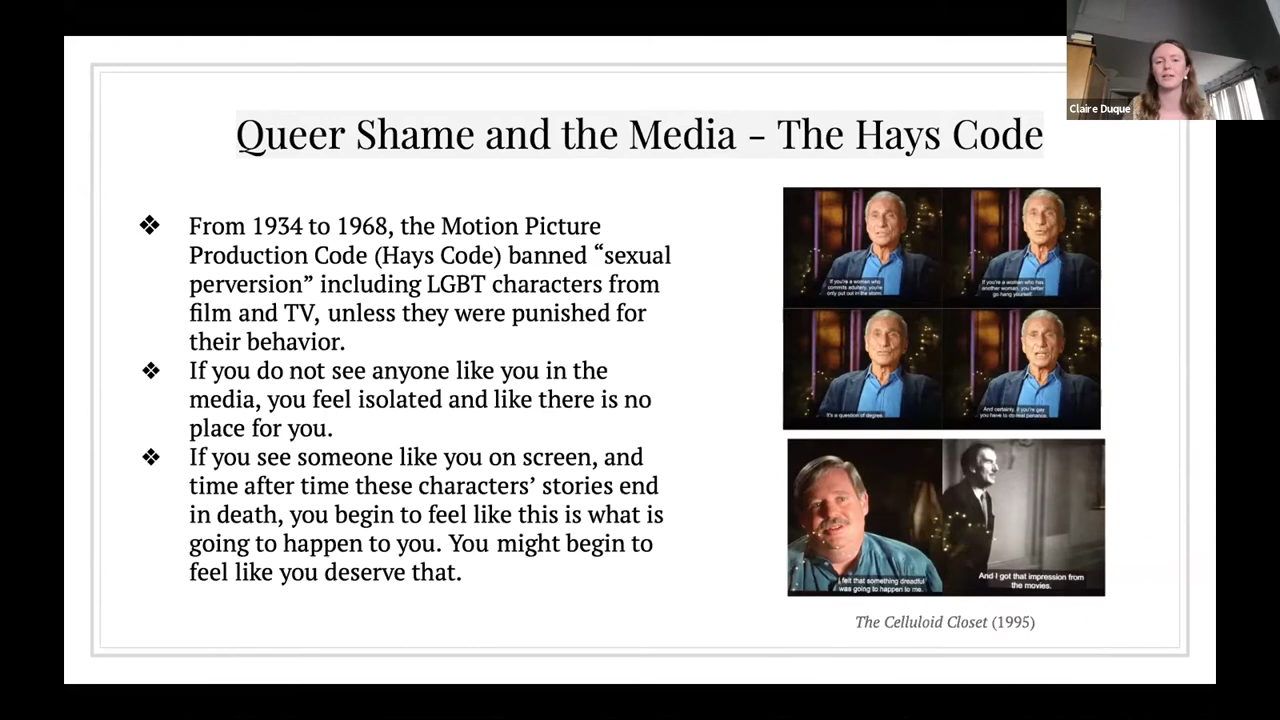 Claire Duque
Queer Shame and the Media - The Hays Code
❖ From 1934 to 1968, the Motion Picture
Production Code (Hays Code) banned “sexual
perversion” including LGBT characters from
film and TV, unless they were punished for
their behavior.
❖ If you do not see anyone like you in the
media, you feel isolated and like there is no
place for you.
❖ If you see someone like you on screen, and
time after time these characters’ stories end
in death, you begin to feel like this is what is
going to happen to you. You might begin to
feel like you deserve that.
If you're a woman who
commits adultery, you're
only put out in the storm.
If you're a woman who has
another woman, you better
go hang yourself.
It's a question of degree.
And certainly, if you're gay
you have to do real penance.
I felt that something dreadful
was going to happen to me.
And I got that impression from
the movies.
The Celluloid Closet (1995)